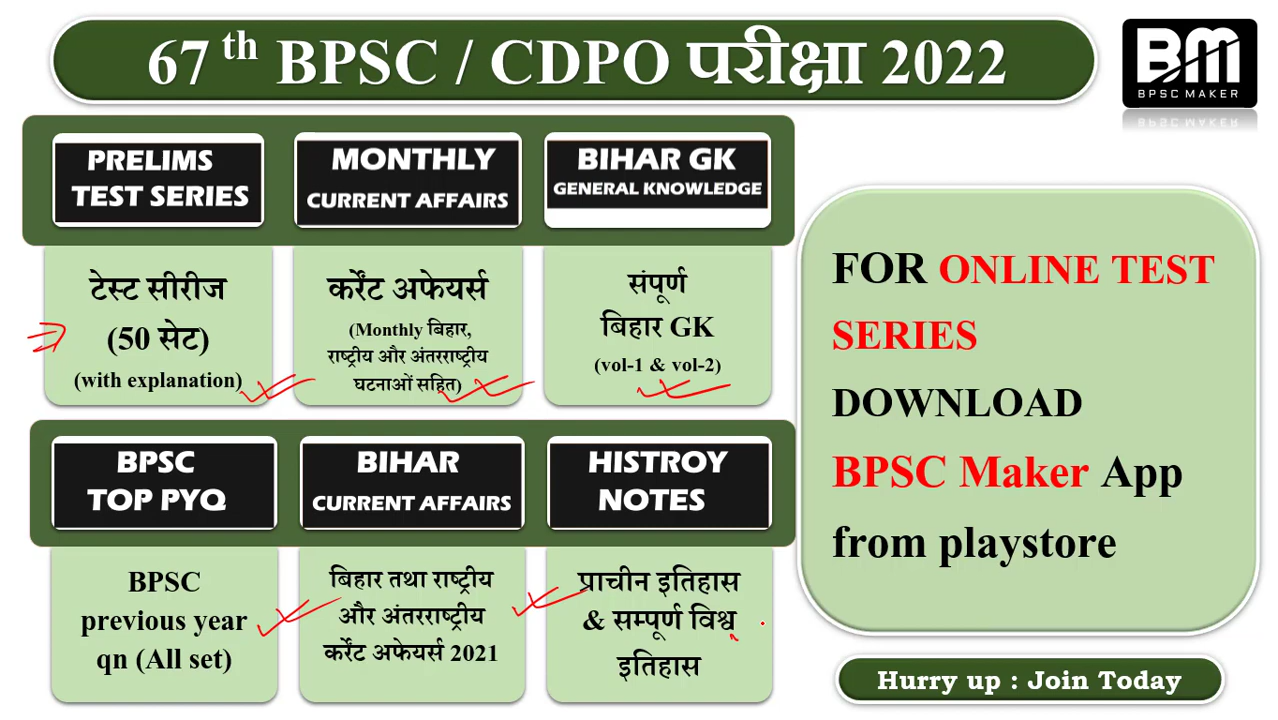 67 th BPSC / CDPO परीक्षा 2022
BM
BPSC MAKER
PRELIMS
TEST SERIES
टेस्ट सीरीज
(50 सेट)
(with explanation)
MONTHLY
CURRENT AFFAIRS
करेंट अफेयर्स
(Monthly बिहार,
राष्ट्रीय और अंतरराष्ट्रीय
घटनाओं सहित)
BIHAR GK
GENERAL KNOWLEDGE
संपूर्ण
बिहार GK
(vol-1 & vol-2)
BPSC
TOP PYQ
BPSC
previous year
qn (All set)
BIHAR
CURRENT AFFAIRS
बिहार तथा राष्ट्रीय
और अंतरराष्ट्रीय
करेंट अफेयर्स 2021
HISTROY
NOTES
प्राचीन इतिहास
& सम्पूर्ण विश्व
इतिहास
FOR ONLINE TEST
SERIES
DOWNLOAD
BPSC Maker App
from playstore
Hurry up : Join Today